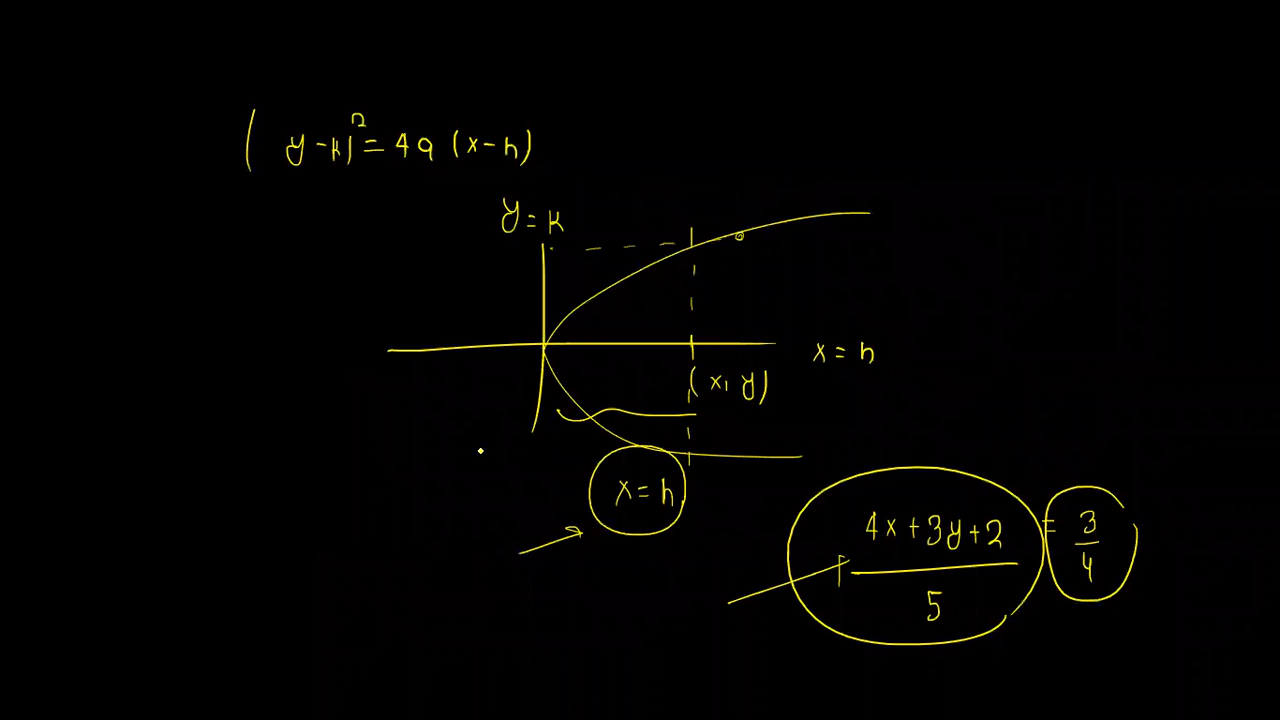 (y-k)² = 4a (x-h)
y = k
x = h
(x, y)
x = h
4x+3y+2 / 5 = 3/4